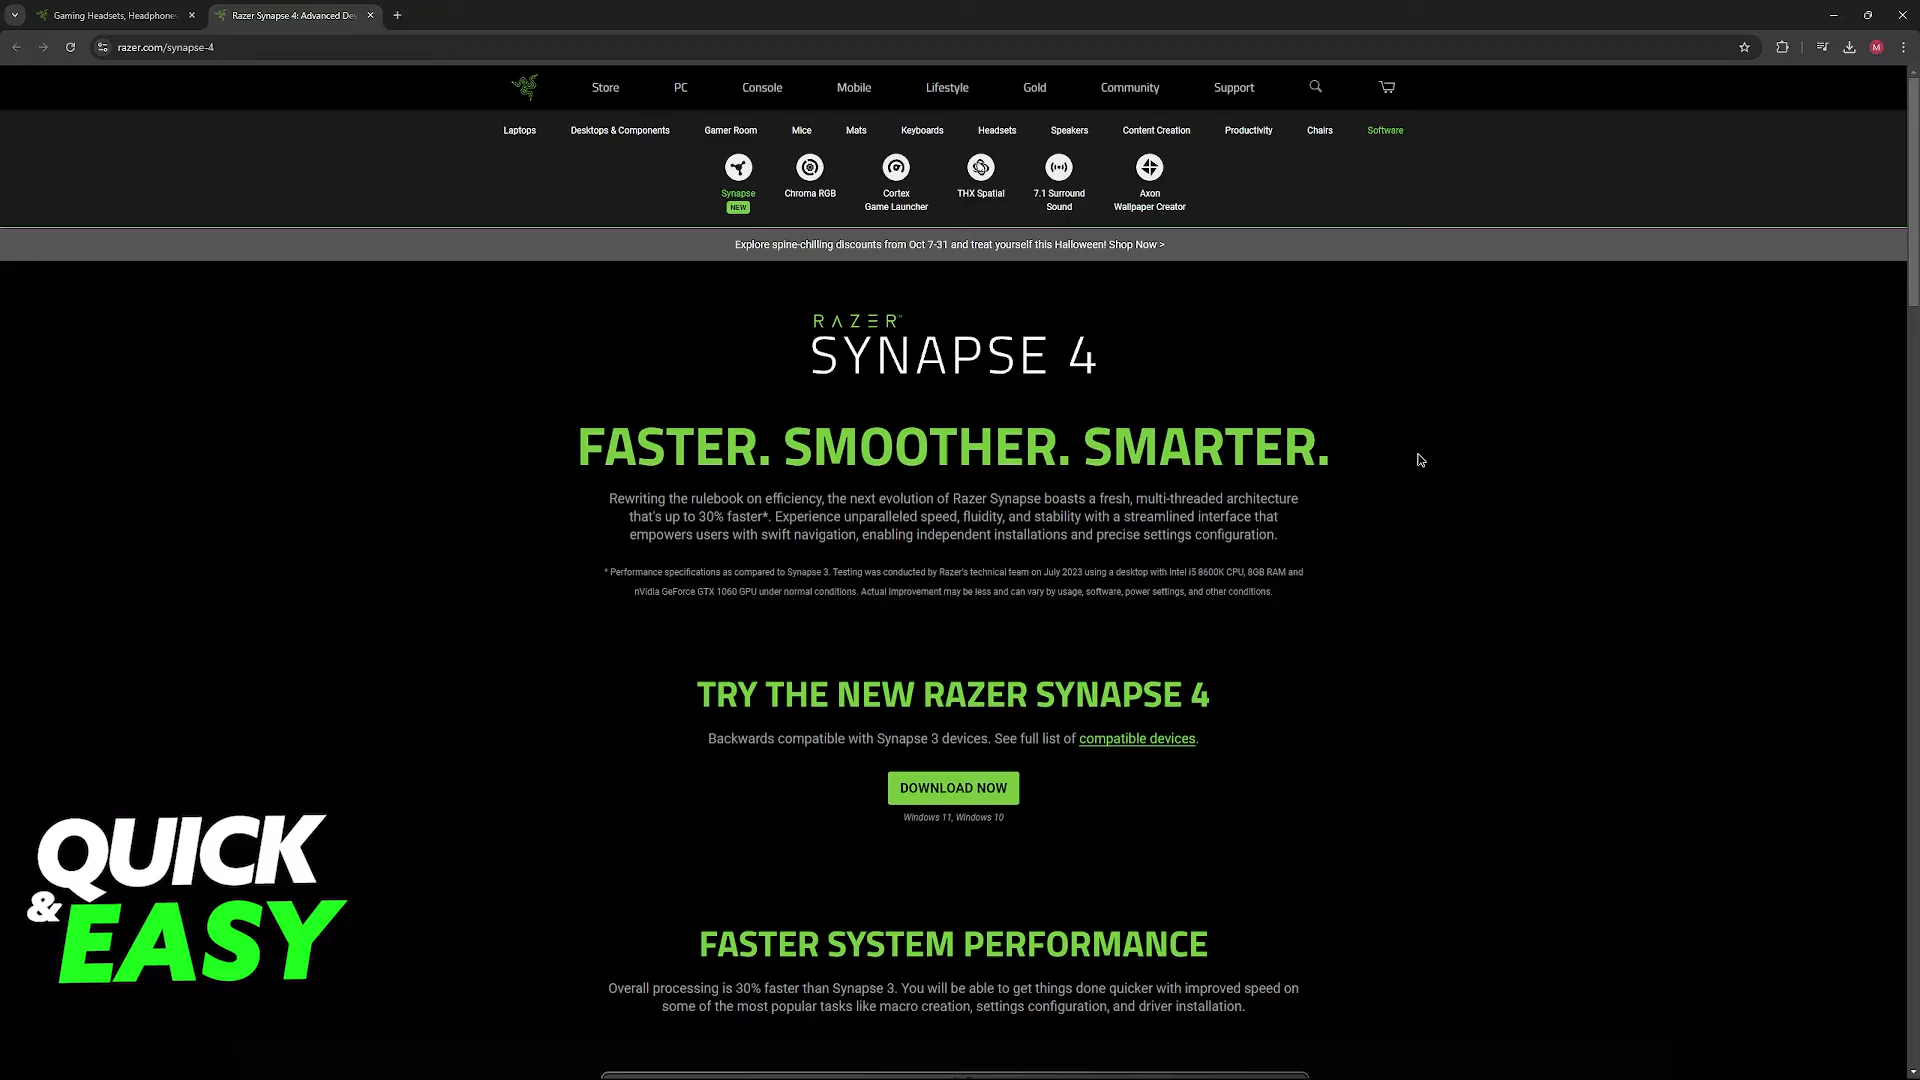 Gaming Headsets, Headphones
Razer Synapse 4: Advanced De
razer.com/synapse-4
M
Store PC Console Mobile Lifestyle Gold Community Support
Laptops Desktops & Components Gamer Room Mice Mats Keyboards Headsets Speakers Content Creation Productivity Chairs Software
Synapse
NEW
Chroma RGB
Cortex
Game Launcher
THX Spatial
7.1 Surround
Sound
Axon
Wallpaper Creator
Explore spine-chilling discounts from Oct 7-31 and treat yourself this Halloween! Shop Now >
RAZER™
SYNAPSE 4
FASTER. SMOOTHER. SMARTER.
Rewriting the rulebook on efficiency, the next evolution of Razer Synapse boasts a fresh, multi-threaded architecture
that's up to 30% faster*. Experience unparalleled speed, fluidity, and stability with a streamlined interface that
empowers users with swift navigation, enabling independent installations and precise settings configuration.
* Performance specifications as compared to Synapse 3. Testing was conducted by Razer's technical team on July 2023 using a desktop with Intel i5 8600K CPU, 8GB RAM and
nVidia GeForce GTX 1060 GPU under normal conditions. Actual improvement may be less and can vary by usage, software, power settings, and other conditions.
TRY THE NEW RAZER SYNAPSE 4
Backwards compatible with Synapse 3 devices. See full list of compatible devices.
DOWNLOAD NOW
Windows 11, Windows 10
QUICK
& EASY
FASTER SYSTEM PERFORMANCE
Overall processing is 30% faster than Synapse 3. You will be able to get things done quicker with improved speed on
some of the most popular tasks like macro creation, settings configuration, and driver installation.